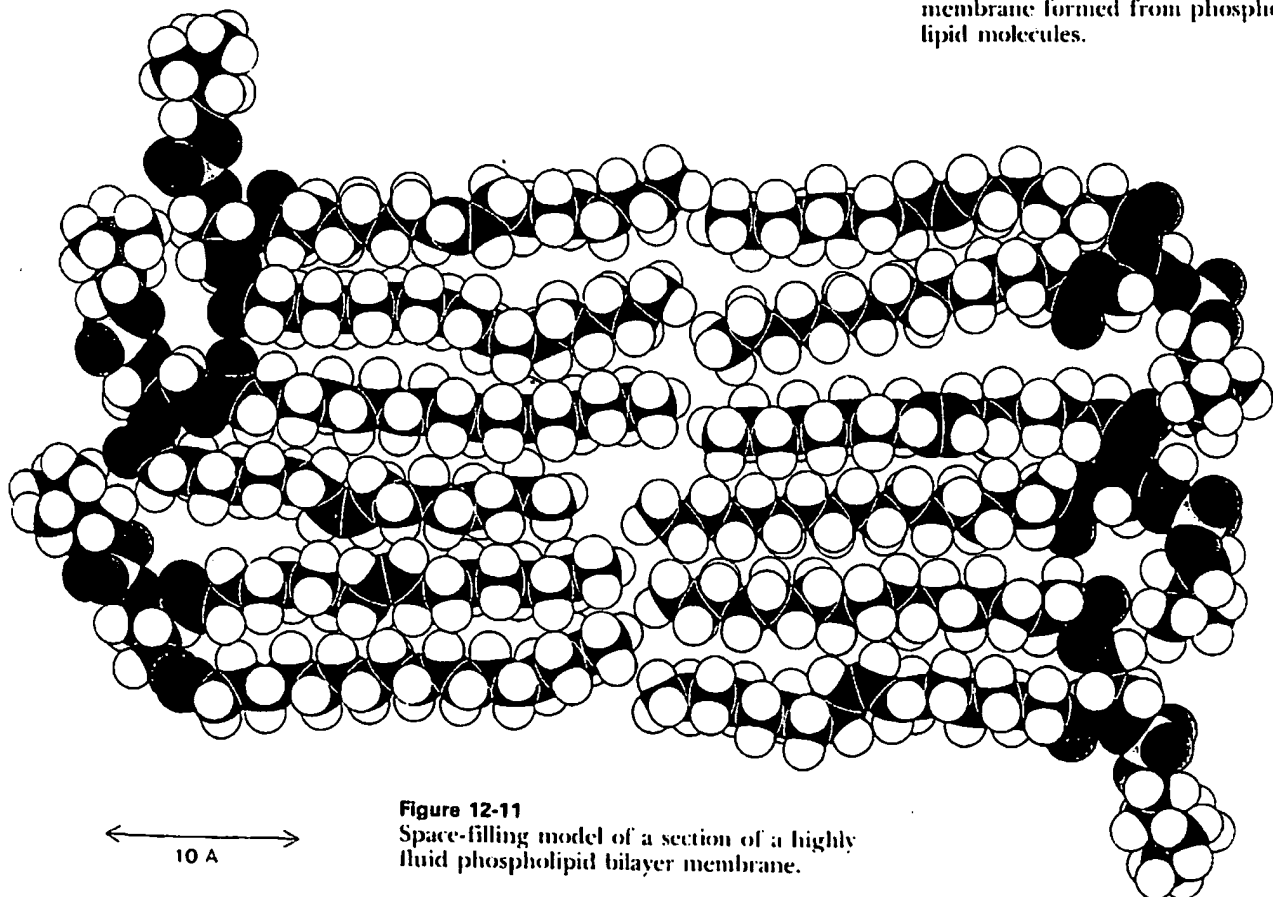 membrane formed from phospho
lipid molecules.
10 A
Figure 12-11
Space-filling model of a section of a highly
fluid phospholipid bilayer membrane.